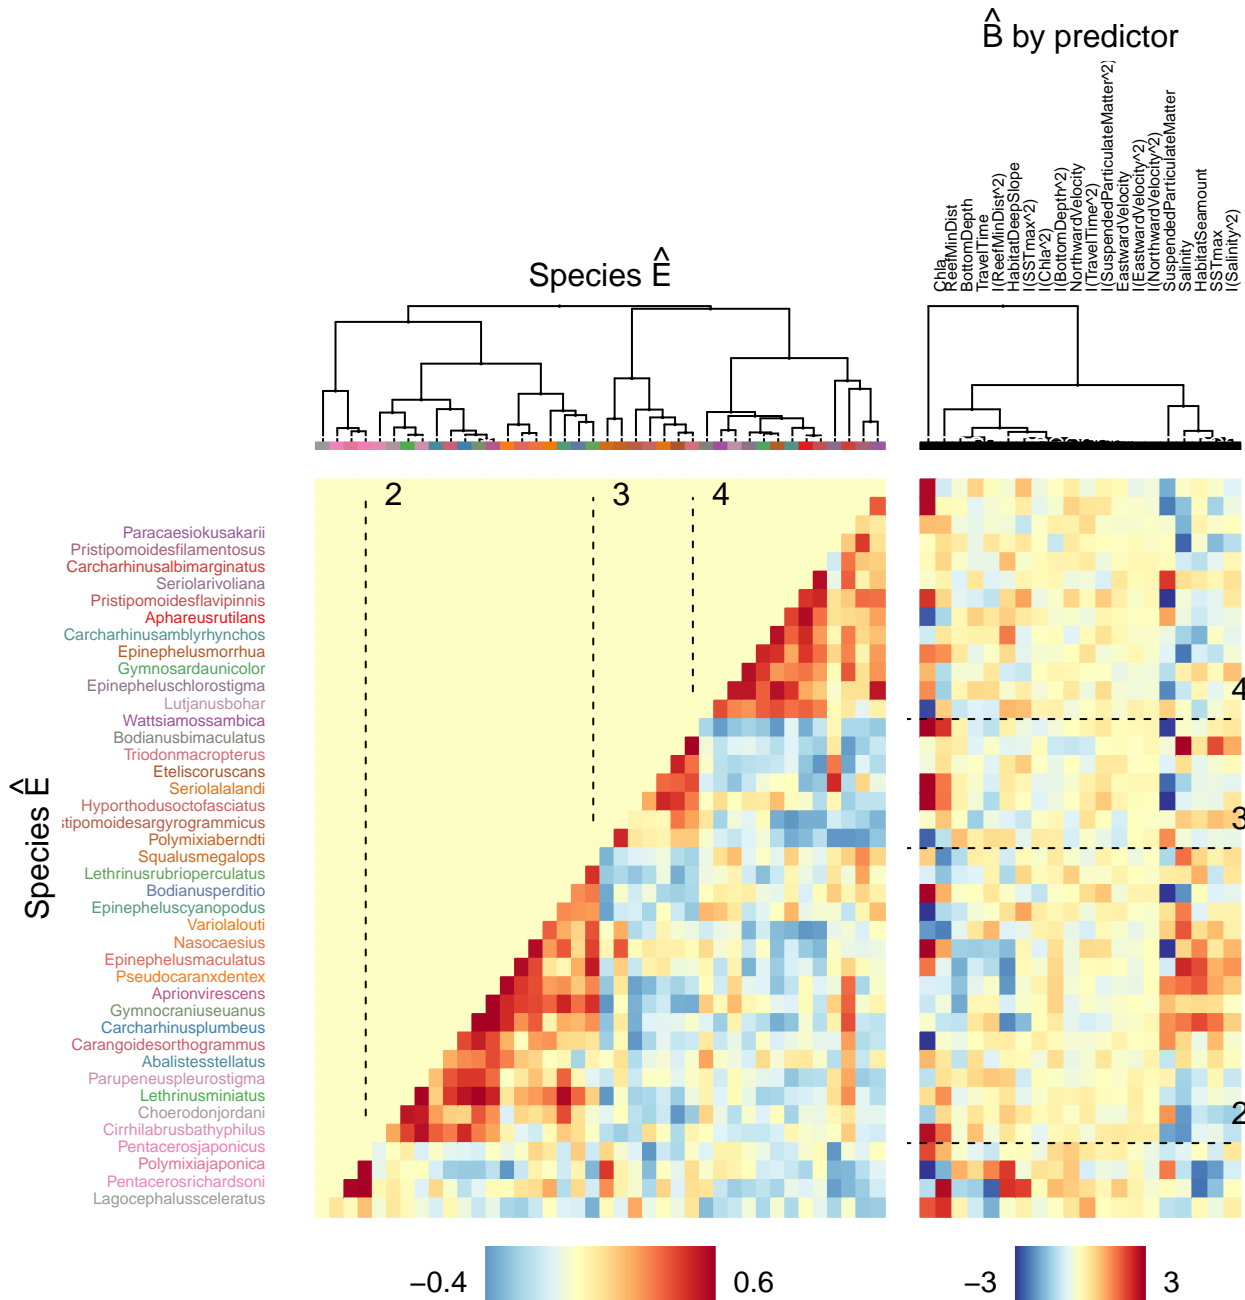 B̂ by predictor
Chla
ReefMinDist
BottomDepth
TravelTime
I(ReefMinDist^2)
HabitatDeepSlope
I(SSTmax^2)
I(Chla^2)
I(BottomDepth^2)
NorthwardVelocity
I(TravelTime^2)
I(SuspendedParticulateMatter^2)
EastwardVelocity
I(EastwardVelocity^2)
I(NorthwardVelocity^2)
SuspendedParticulateMatter
Salinity
HabitatSeamount
SSTmax
I(Salinity^2)
Species Ê
2
3
4
Paracaesiokusakarii
Pristipomoidesfilamentosus
Carcharhinusalbimarginatus
Seriolarivoliana
Pristipomoidesflavipinnis
Aphareusrutilans
Carcharhinusamblyrhynchos
Epinephelusmorrhua
Gymnosardaunicolor
Epinepheluschlorostigma
Lutjanusbohar
Wattsiamossambica
Bodianusbimaculatus
Triodonmacropterus
Eteliscoruscans
Seriolalalandi
Hyporthodusoctofasciatus
stipomoidesargyrogrammicus
Polymixiaberndti
Squalusmegalops
Lethrinusrubrioperculatus
Bodianusperditio
Epinepheluscyanopodus
Variolalouti
Nasocaesius
Epinephelusmaculatus
Pseudocaranxdentex
Aprionvirescens
Gymnocraniuseuanus
Carcharhinusplumbeus
Carangoidesorthogrammus
Abalistesstellatus
Parupeneuspleurostigma
Lethrinusminiatus
Choerodonjordani
Cirrhilabrusbathyphilus
Pentacerosjaponicus
Polymixiajaponica
Pentacerosrichardsoni
Lagocephalussceleratus
Species Ê
4
3
2
−0.4
0.6
−3
3